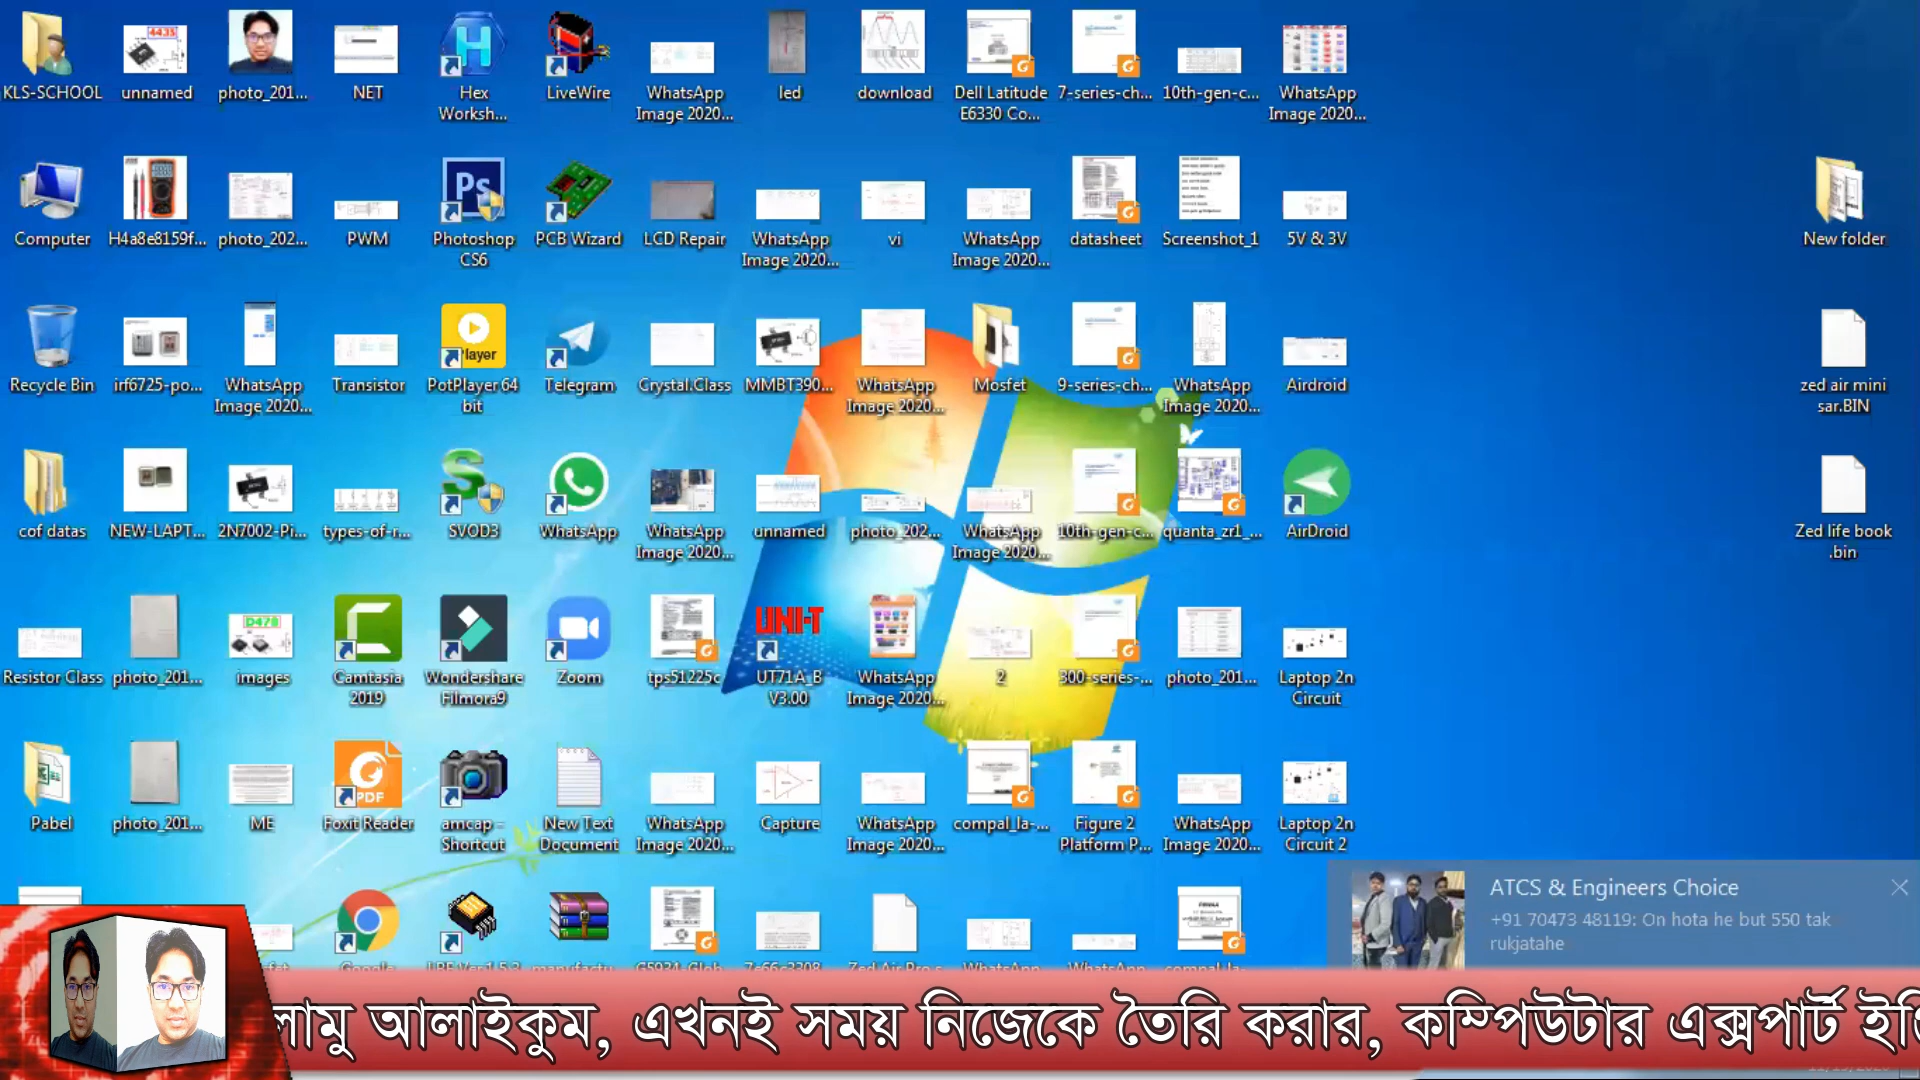 KLS-SCHOOL
unnamed
photo_201...
NET
Hex Worksh...
LiveWire
WhatsApp Image 2020...
led
download
Dell Latitude E6330 Co...
7-series-ch...
10th-gen-c...
WhatsApp Image 2020...
Computer
H4a8e8159f...
photo_202...
PWM
Photoshop CS6
PCB Wizard
LCD Repair
WhatsApp Image 2020...
vi
WhatsApp Image 2020...
datasheet
Screenshot_1
5V & 3V
New folder
Recycle Bin
irf6725-po...
WhatsApp Image 2020...
Transistor
PotPlayer 64 bit
Telegram
Crystal.Class
MMBT390...
WhatsApp Image 2020...
Mosfet
9-series-ch...
WhatsApp Image 2020...
Airdroid
zed air mini sar.BIN
cof datas
NEW-LAPT...
2N7002-Pi...
types-of-r...
SVOD3
WhatsApp
WhatsApp Image 2020...
unnamed
photo_202...
WhatsApp Image 2020...
10th-gen-c...
quanta_zr1_...
AirDroid
Zed life book .bin
Resistor Class
photo_201...
images
Camtasia 2019
Wondershare Filmora9
Zoom
tps51225c
UNI-T
UT71A_B V3.00
WhatsApp Image 2020...
2
300-series-...
photo_201...
Laptop 2n Circuit
Pabel
photo_201...
ME
Foxit Reader
amcap - Shortcut
New Text Document
WhatsApp Image 2020...
Capture
WhatsApp Image 2020...
compal_la-...
Figure 2 Platform P...
WhatsApp Image 2020...
Laptop 2n Circuit 2
ATCS & Engineers Choice
+91 70473 48119: On hota he but 550 tak
rukjatahe
লামু আলাইকুম, এখনই সময় নিজেকে তৈরি করার, কম্পিউটার এক্সপার্ট